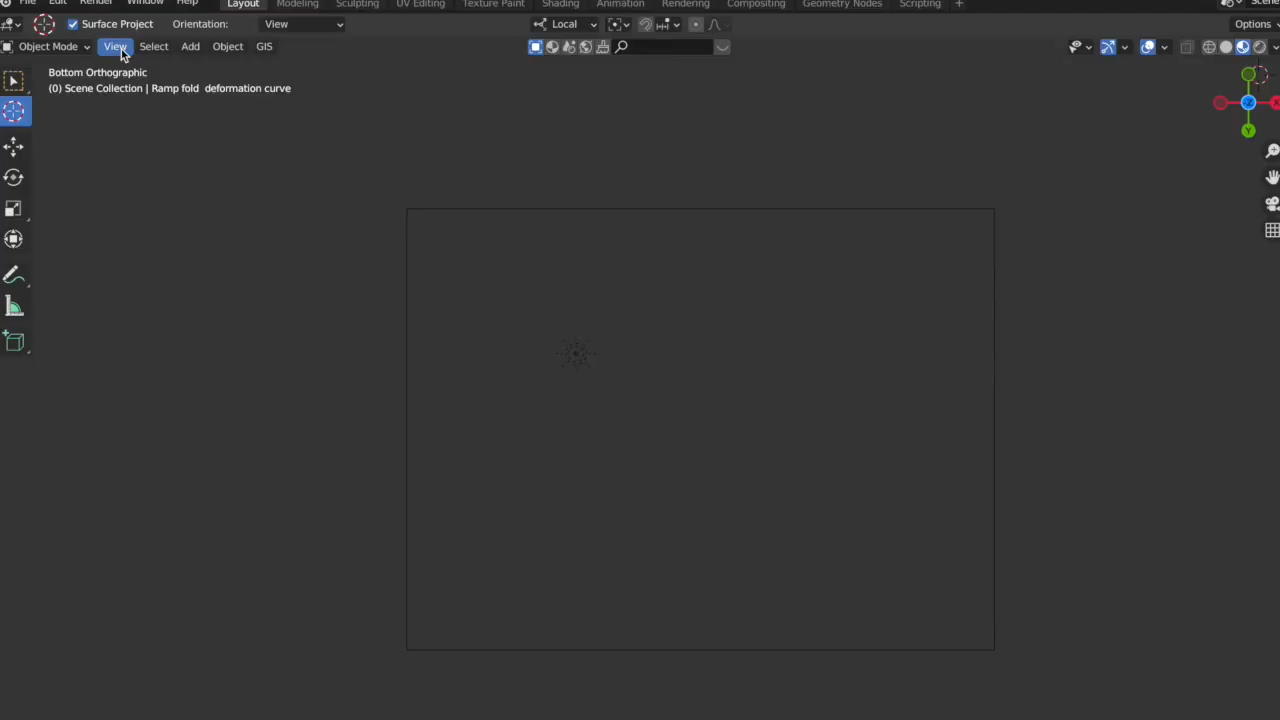 File Edit Render Window Help Layout Modeling Sculpting UV Editing Texture Paint Shading Animation Rendering Compositing Geometry Nodes Scripting + Scene
Surface Project Orientation: View Local Options
Object Mode View Select Add Object GIS
Bottom Orthographic
(0) Scene Collection | Ramp fold deformation curve
Z
X
Y